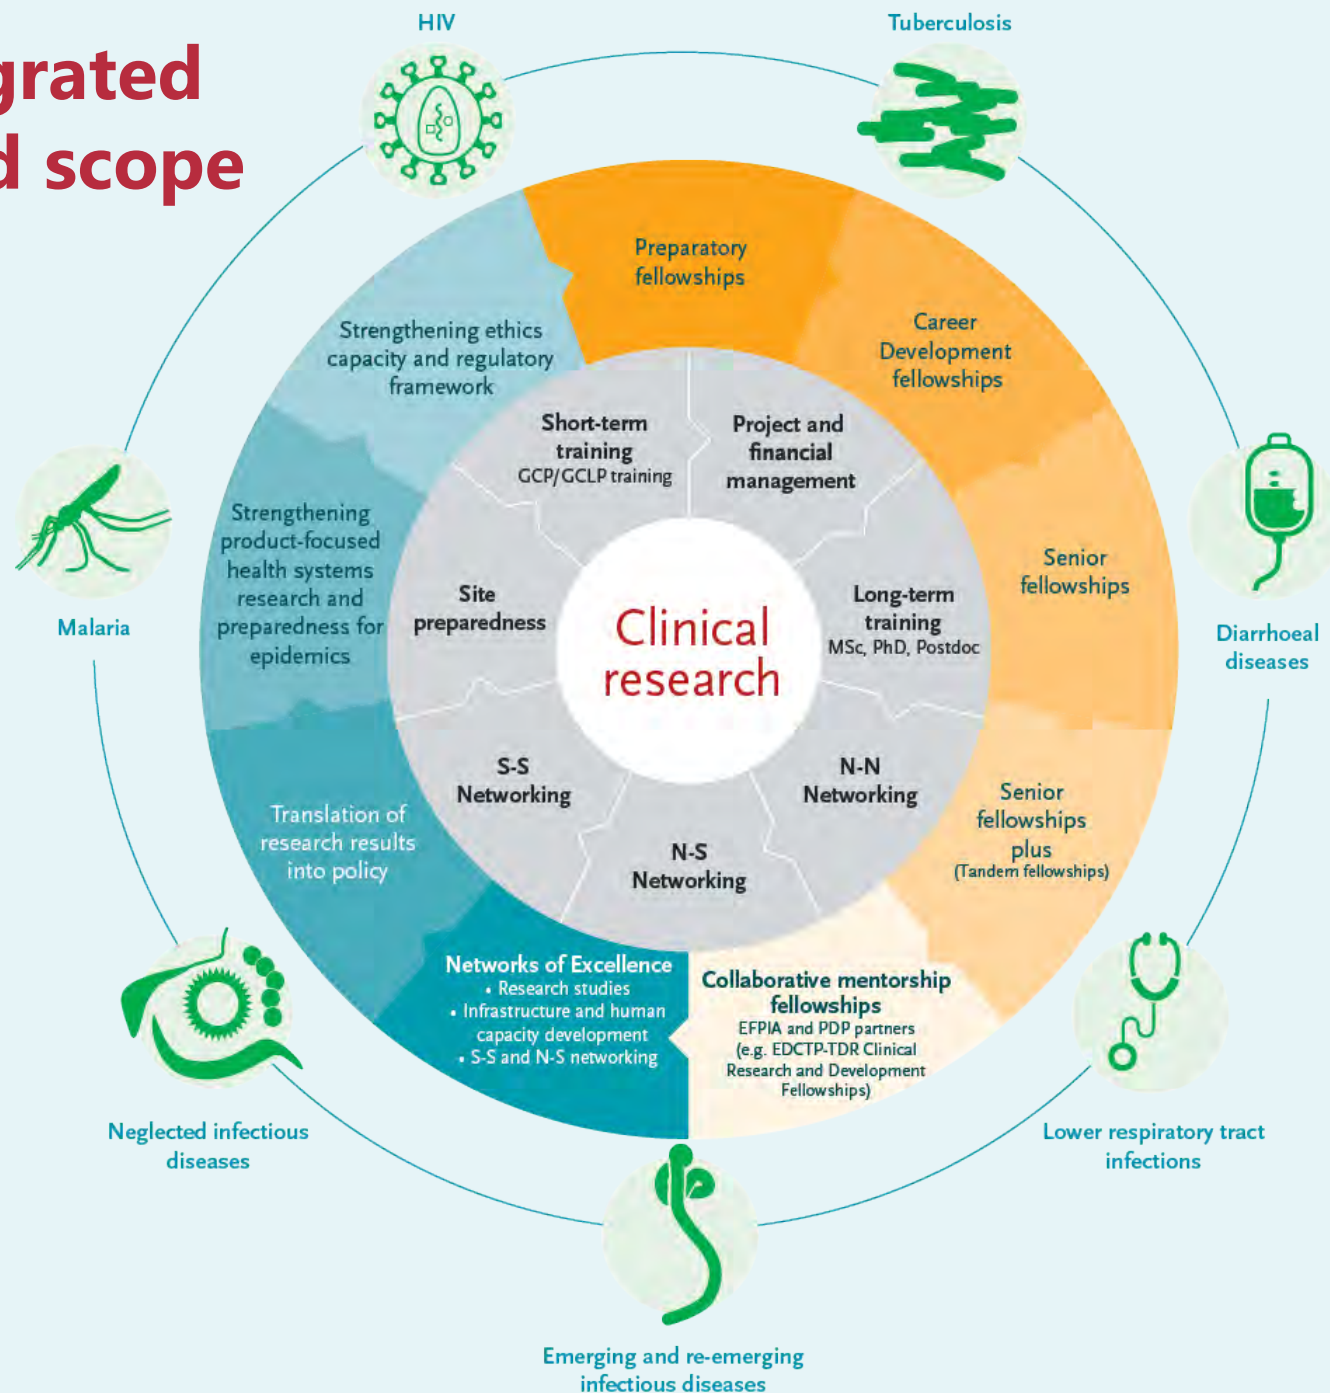 HIV
Tuberculosis
grated
d scope
Preparatory
fellowships
Career
Development
fellowships
Strengthening ethics
capacity and regulatory
framework
Short-term
training
GCP/GCLP training
Project and
financial
management
Strengthening
product-focused
health systems
research and
preparedness for
epidemics
Senior
fellowships
Site
preparedness
Long-term
training
MSc, PhD, Postdoc
Clinical
research
Malaria
Diarrhoeal
diseases
S-S
Networking
N-N
Networking
N-S
Networking
Translation of
research results
into policy
Senior
fellowships
plus
(Tandem fellowships)
Networks of Excellence
• Research studies
• Infrastructure and human
capacity development
• S-S and N-S networking
Collaborative mentorship
fellowships
EFPIA and PDP partners
(e.g. EDCTP-TDR Clinical
Research and Development
Fellowships)
Neglected infectious
diseases
Lower respiratory tract
infections
Emerging and re-emerging
infectious diseases